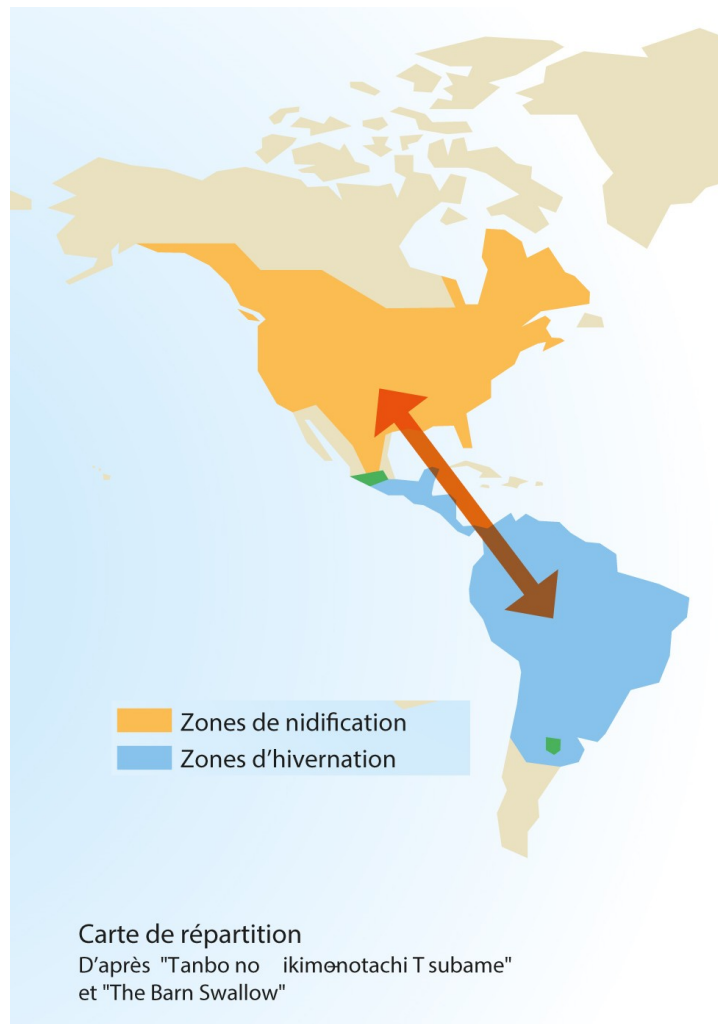 Zones de nidification
Zones d’hivernation
Carte de répartition
D’après "Tanbo no ikimonotachi T subame"
et "The Barn Swallow"